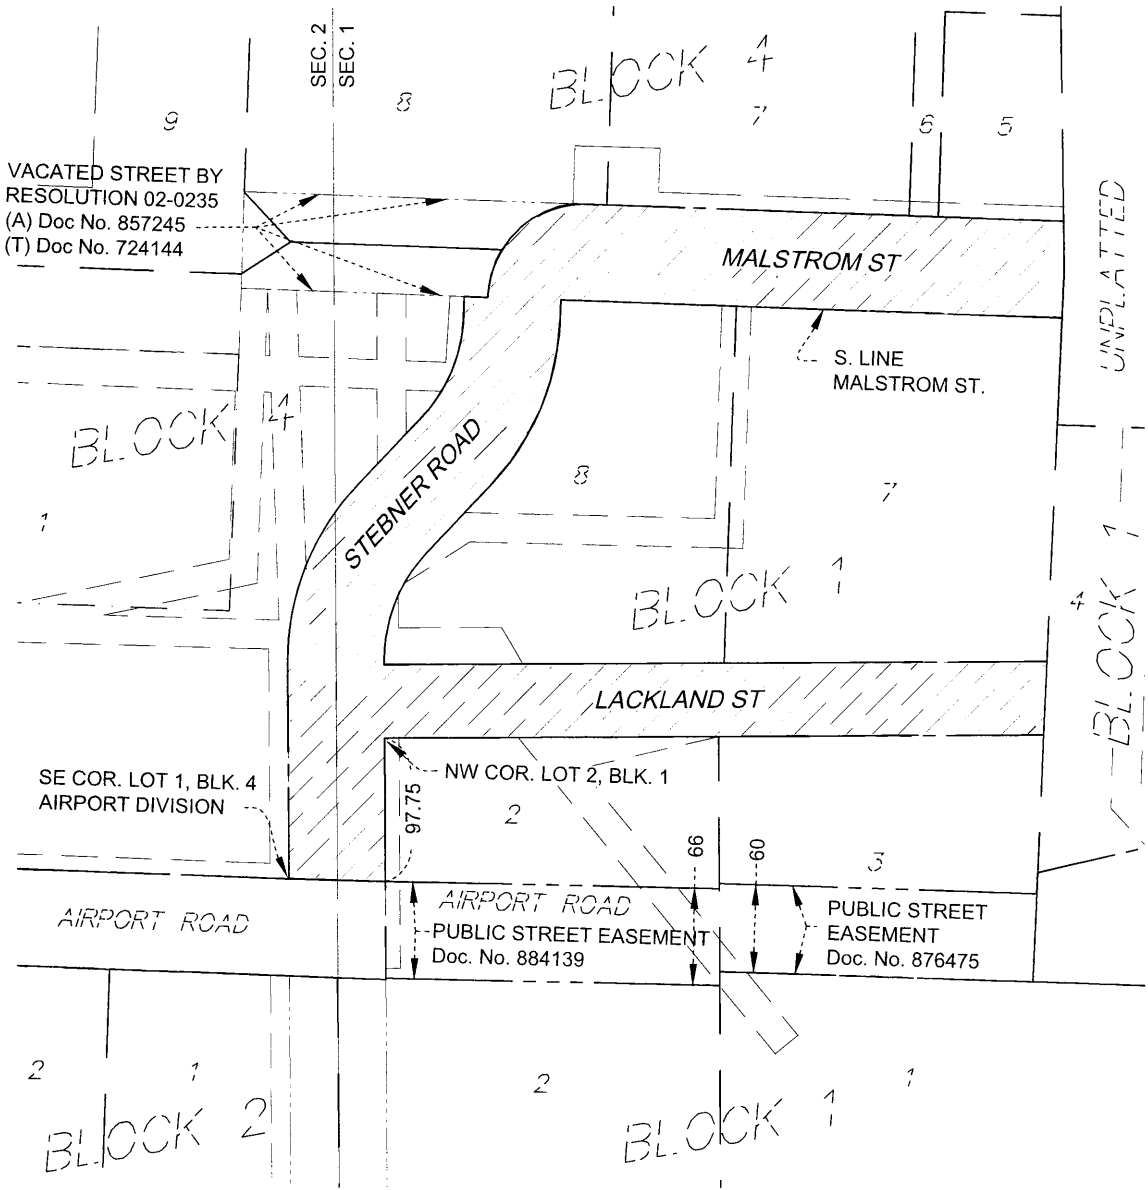 SEC. 2
SEC. 1
BLOCK 4
9
8
7
6
5
VACATED STREET BY
RESOLUTION 02-0235
(A) Doc No. 857245
(T) Doc No. 724144
MALSTROM ST
UNPLATTED
S. LINE
MALSTROM ST.
BLOCK 4
1
STEBNER ROAD
8
7
BLOCK 1
4
BLOCK 1
LACKLAND ST
SE COR. LOT 1, BLK. 4
AIRPORT DIVISION
NW COR. LOT 2, BLK. 1
97.75
2
66
60
3
AIRPORT ROAD
AIRPORT ROAD
PUBLIC STREET EASEMENT
Doc. No. 884139
PUBLIC STREET
EASEMENT
Doc. No. 876475
2
1
2
1
BLOCK 2
BLOCK 1